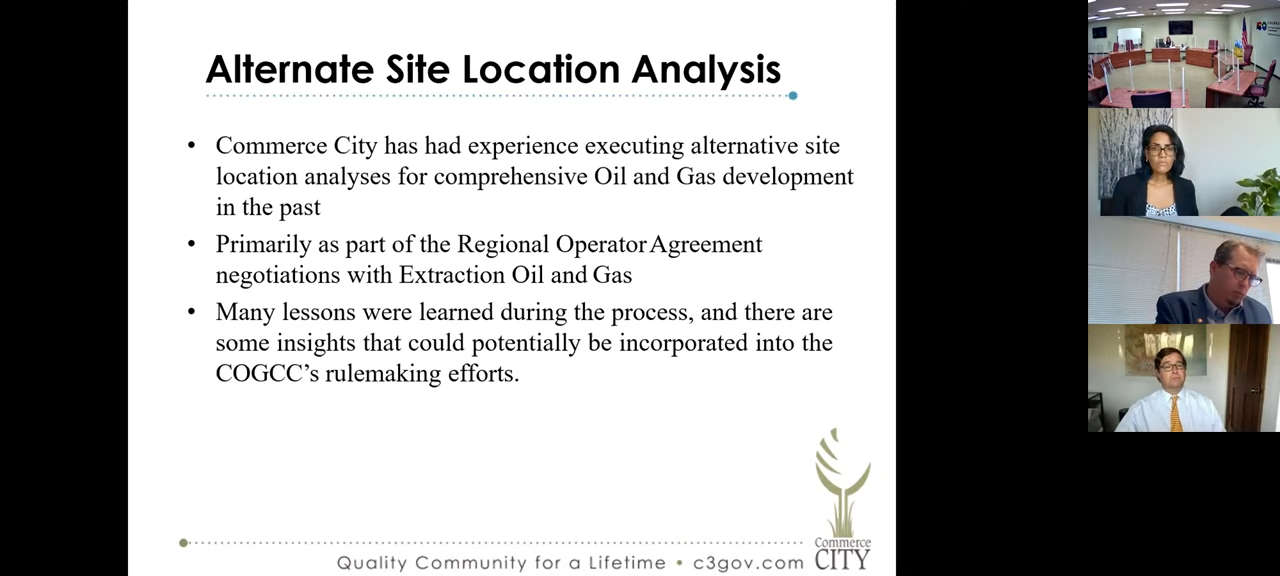 Alternate Site Location Analysis
• Commerce City has had experience executing alternative site
location analyses for comprehensive Oil and Gas development
in the past
• Primarily as part of the Regional Operator Agreement
negotiations with Extraction Oil and Gas
• Many lessons were learned during the process, and there are
some insights that could potentially be incorporated into the
COGCC’s rulemaking efforts.
Quality Community for a Lifetime • c3gov.com
Commerce
CITY